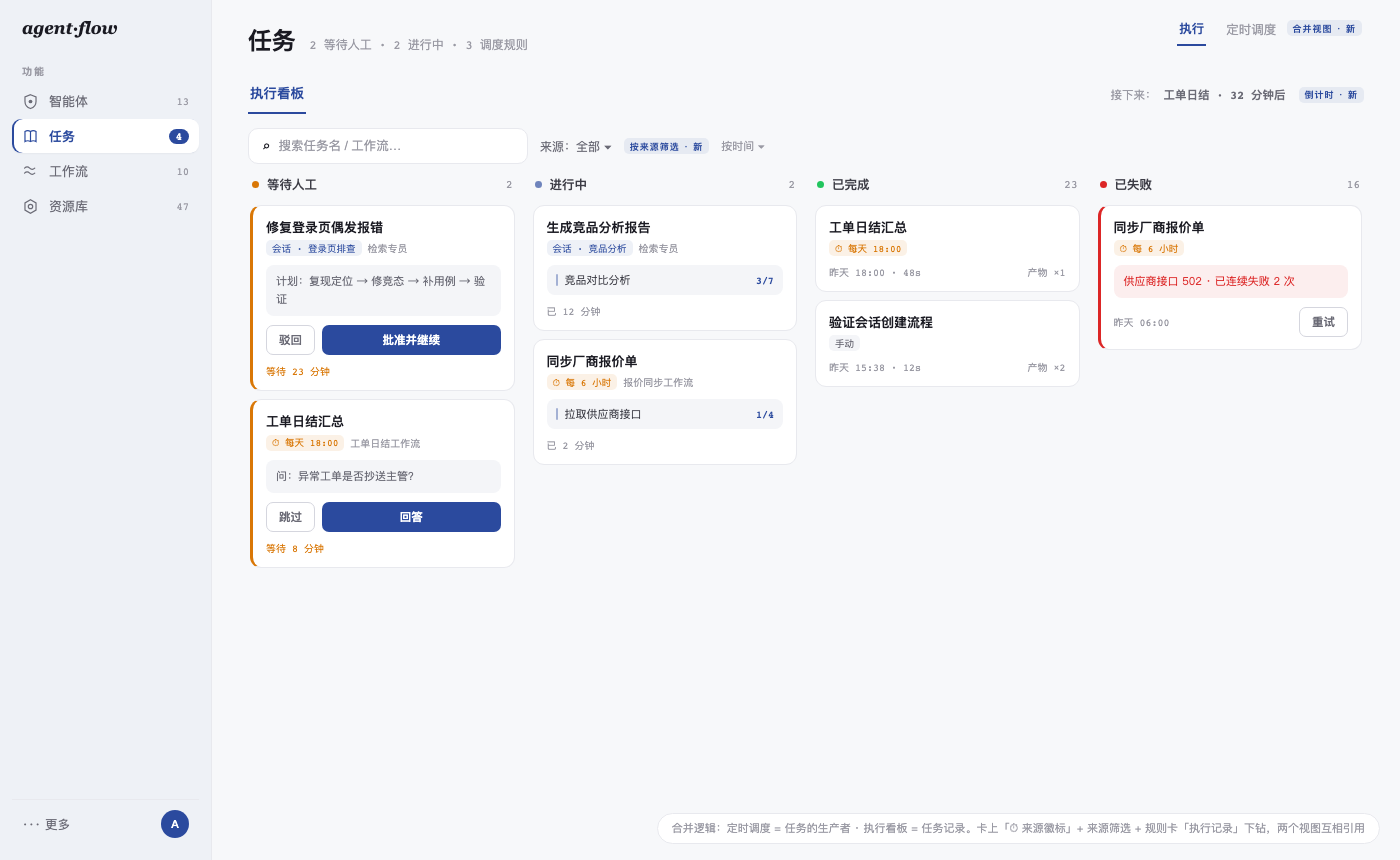 agent·flow
功能
智能体 13
任务 4
工作流 10
资源库 47
··· 更多 A
任务 2 等待人工 · 2 进行中 · 3 调度规则
执行 定时调度 合并视图 · 新
执行看板
接下来: 工单日结 · 32 分钟后 倒计时 · 新
搜索任务名 / 工作流…
来源: 全部 按来源筛选 · 新 按时间
等待人工 2
修复登录页偶发报错
会话 · 登录页排查 检索专员
计划: 复现定位 → 修竞态 → 补用例 → 验
证
驳回 批准并继续
等待 23 分钟
工单日结汇总
每天 18:00 工单日结工作流
问: 异常工单是否抄送主管?
跳过 回答
等待 8 分钟
进行中 2
生成竞品分析报告
会话 · 竞品分析 检索专员
竞品对比分析 3/7
已 12 分钟
同步厂商报价单
每 6 小时 报价同步工作流
拉取供应商接口 1/4
已 2 分钟
已完成 23
工单日结汇总
每天 18:00
昨天 18:00 · 48s 产物 ×1
验证会话创建流程
手动
昨天 15:38 · 12s 产物 ×2
已失败 16
同步厂商报价单
每 6 小时
供应商接口 502 · 已连续失败 2 次
昨天 06:00 重试
合并逻辑: 定时调度 = 任务的生产者 · 执行看板 = 任务记录。卡上「⏱ 来源徽标」+ 来源筛选 + 规则卡「执行记录」下钻, 两个视图互相引用